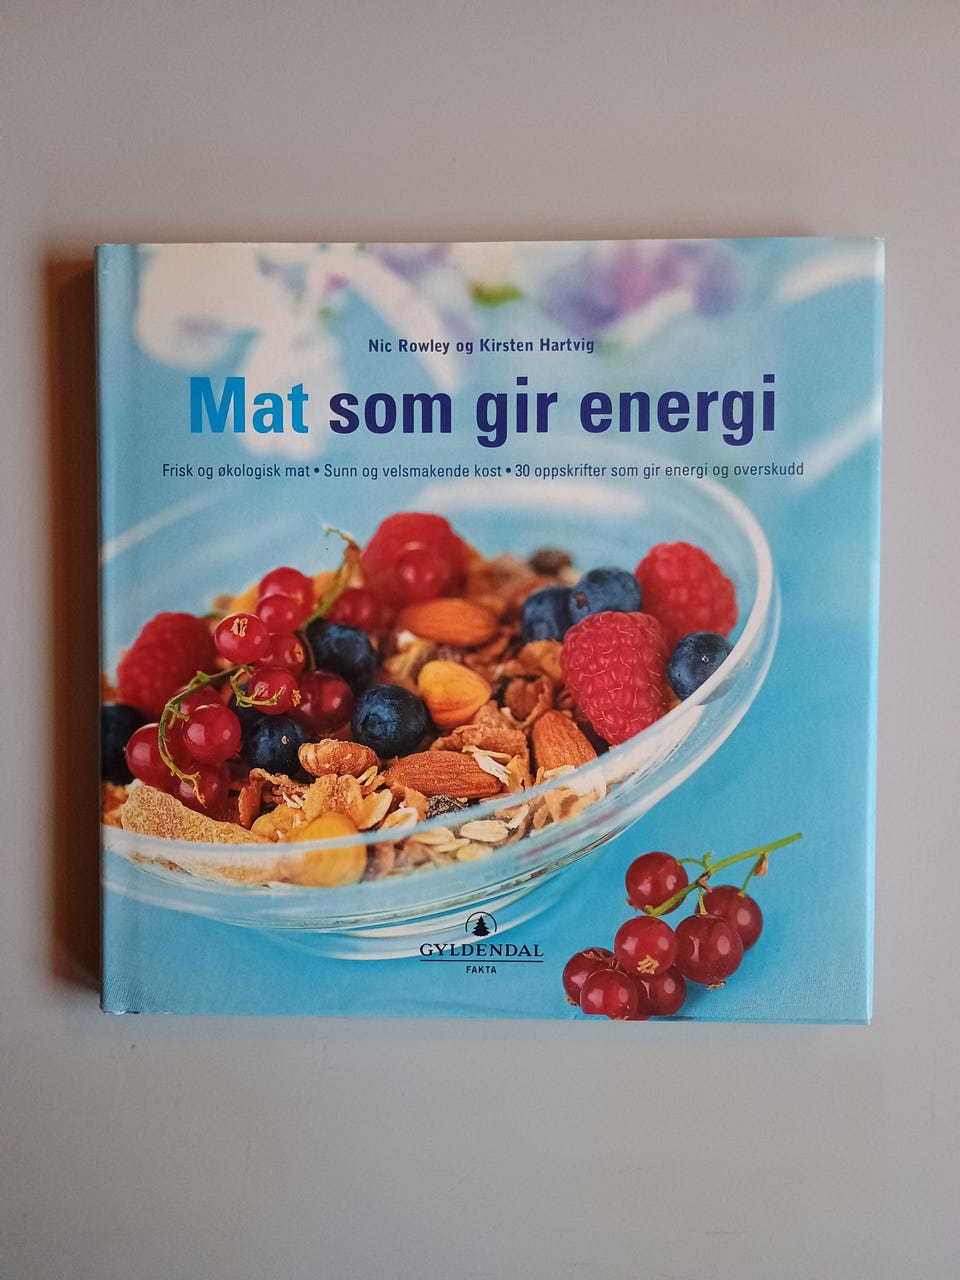 Nic Rowley og Kirsten Hartvig
Mat som gir energi
Frisk og økologisk mat • Sunn og velsmakende kost • 30 oppskrifter som gir energi og overskudd
GYLDENDAL
FAKTA